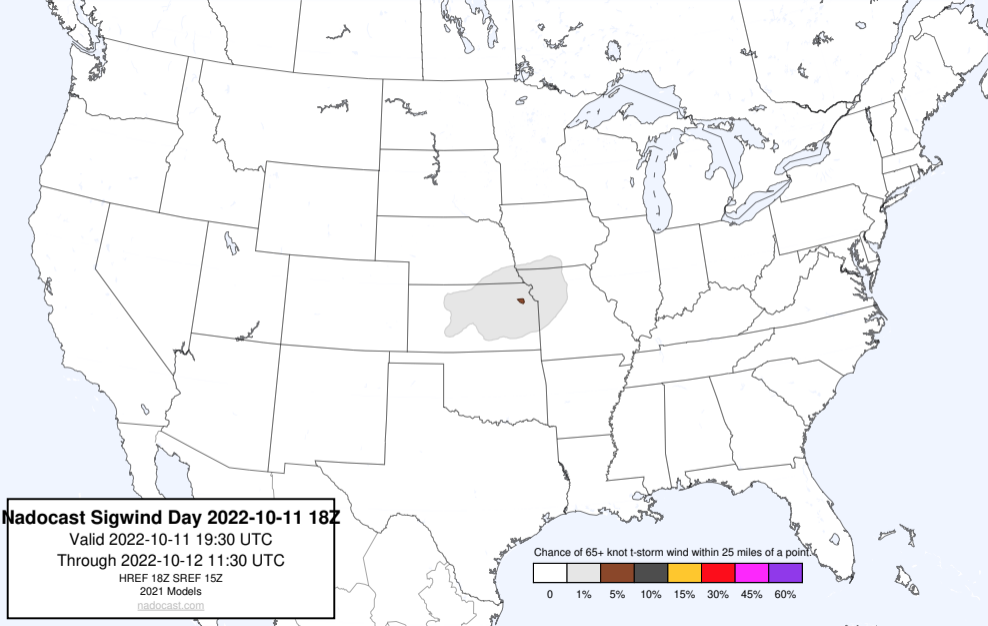 Nadocast Sigwind Day 2022-10-11 18Z
Valid 2022-10-11 19:30 UTC
Through 2022-10-12 11:30 UTC
HREF 18Z SREF 15Z
2021 Models
nadocast.com
Chance of 65+ knot t-storm wind within 25 miles of a point.
0 1% 5% 10% 15% 30% 45% 60%